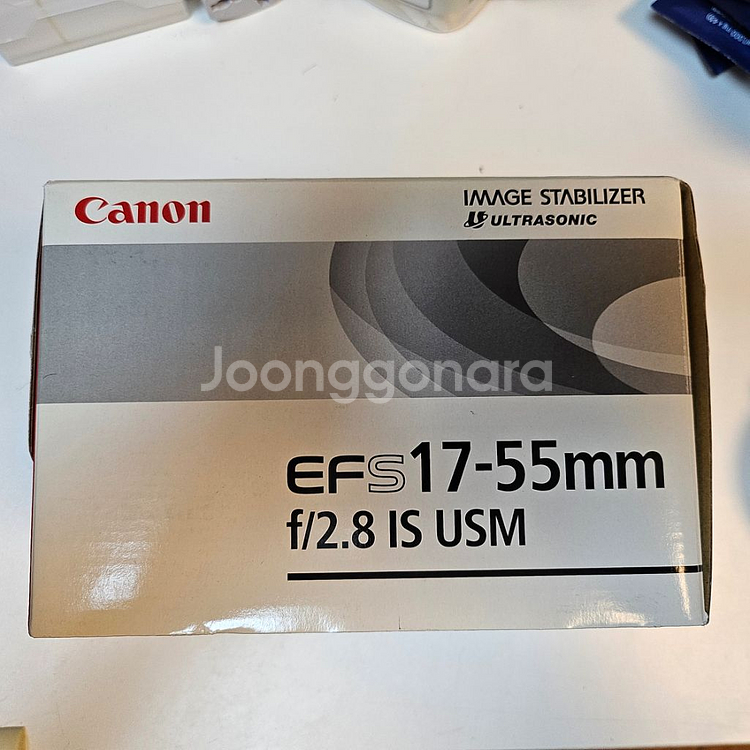 Canon
IMAGE STABILIZER
ULTRASONIC
Joonggonara
EFS17-55mm
f/2.8 IS USM